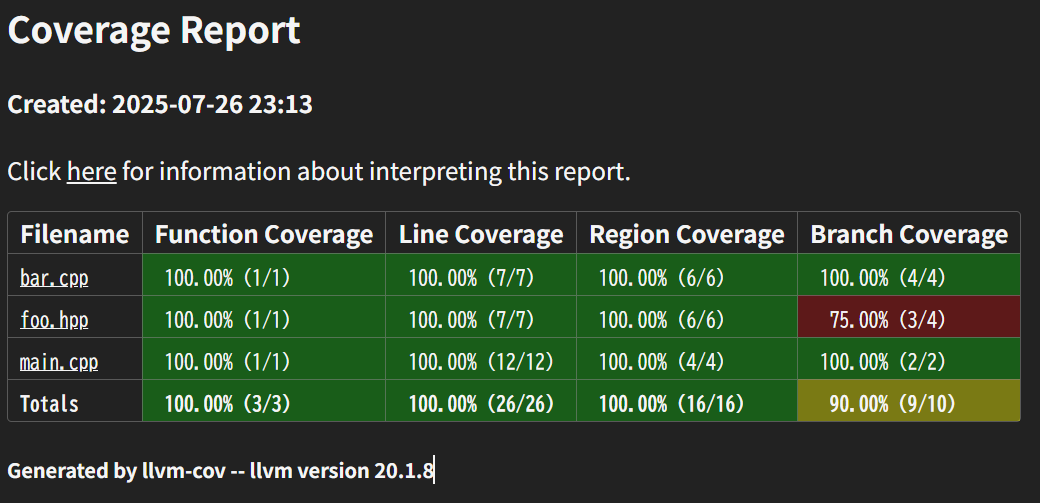 Coverage Report
Created: 2025-07-26 23:13
Click here for information about interpreting this report.
Filename Function Coverage Line Coverage Region Coverage Branch Coverage
bar.cpp 100.00% (1/1) 100.00% (7/7) 100.00% (6/6) 100.00% (4/4)
foo.hpp 100.00% (1/1) 100.00% (7/7) 100.00% (6/6) 75.00% (3/4)
main.cpp 100.00% (1/1) 100.00% (12/12) 100.00% (4/4) 100.00% (2/2)
Totals 100.00% (3/3) 100.00% (26/26) 100.00% (16/16) 90.00% (9/10)
Generated by llvm-cov -- llvm version 20.1.8